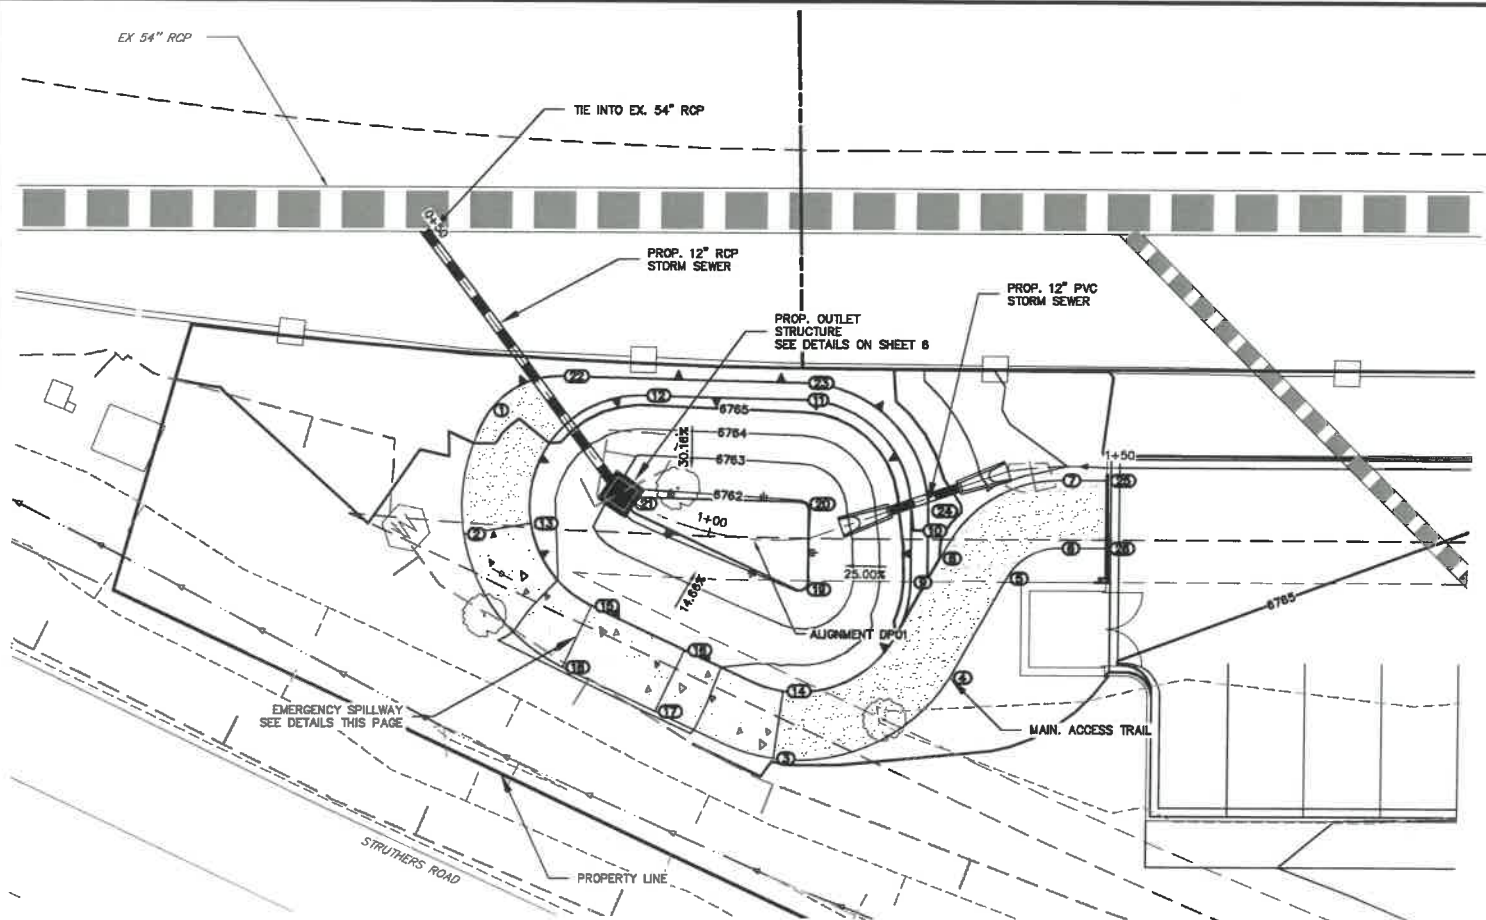 EX 54" RCP
TIE INTO EX. 54" RCP
PROP. 12" RCP
STORM SEWER
PROP. 12" PVC
STORM SEWER
PROP. OUTLET
STRUCTURE
SEE DETAILS ON SHEET 6
22
23
12
11
1
6765
6764
30.16%
6763
1+50
7
25
6762
21
20
24
1+00
13
10
2
8
6
26
25.00%
5
9
19
14.66%
15
6765
ALIGNMENT DP01
16
18
4
14
17
EMERGENCY SPILLWAY
SEE DETAILS THIS PAGE
MAIN. ACCESS TRAIL
3
STRUTHERS ROAD
PROPERTY LINE